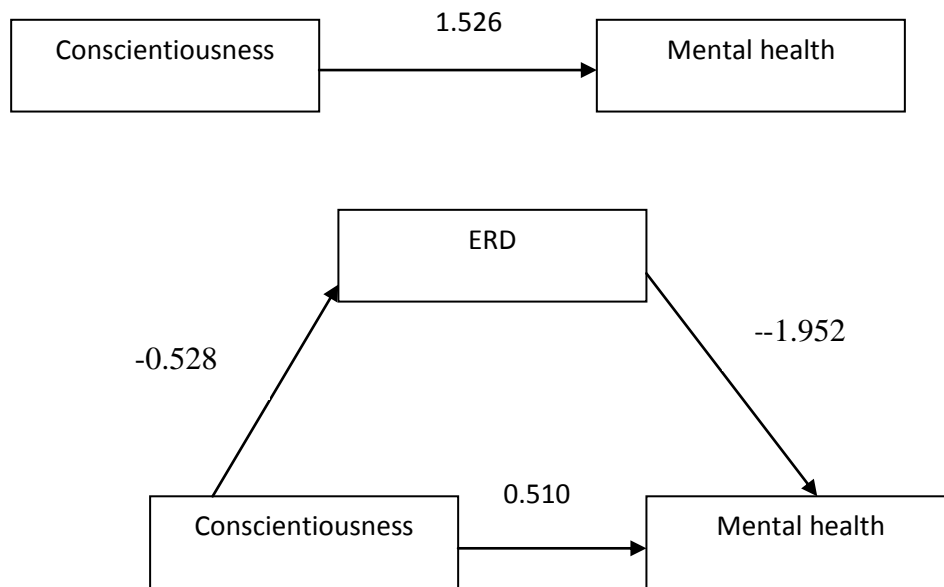 1.526
Conscientiousness
Mental health
ERD
-0.528
--1.952
0.510
Conscientiousness
Mental health